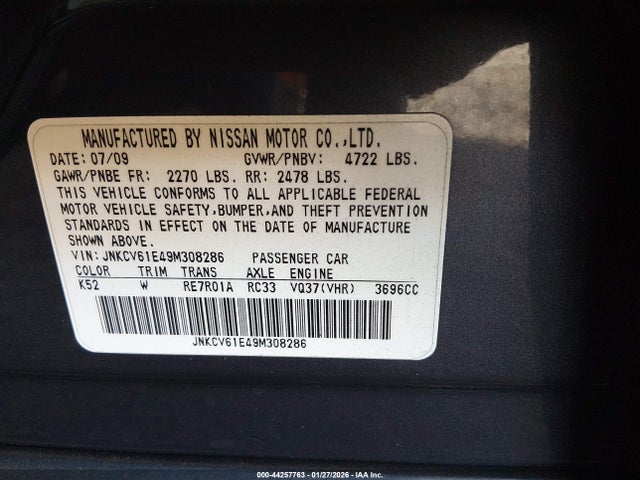 MANUFACTURED BY NISSAN MOTOR CO.,LTD.
DATE: 07/09 GVWR/PNBV: 4722 LBS.
GAWR/PNBE FR: 2270 LBS. RR: 2478 LBS.
THIS VEHICLE CONFORMS TO ALL APPLICABLE FEDERAL
MOTOR VEHICLE SAFETY,BUMPER,AND THEFT PREVENTION
STANDARDS IN EFFECT ON THE DATE OF MANUFACTURE
SHOWN ABOVE.
VIN: JNKCV61E49M308286 PASSENGER CAR
COLOR TRIM TRANS AXLE ENGINE
K52 W RE7R01A RC33 VQ37(VHR) 3696CC
JNKCV61E49M308286
000-44257763 - 01/27/2026 - IAA Inc.